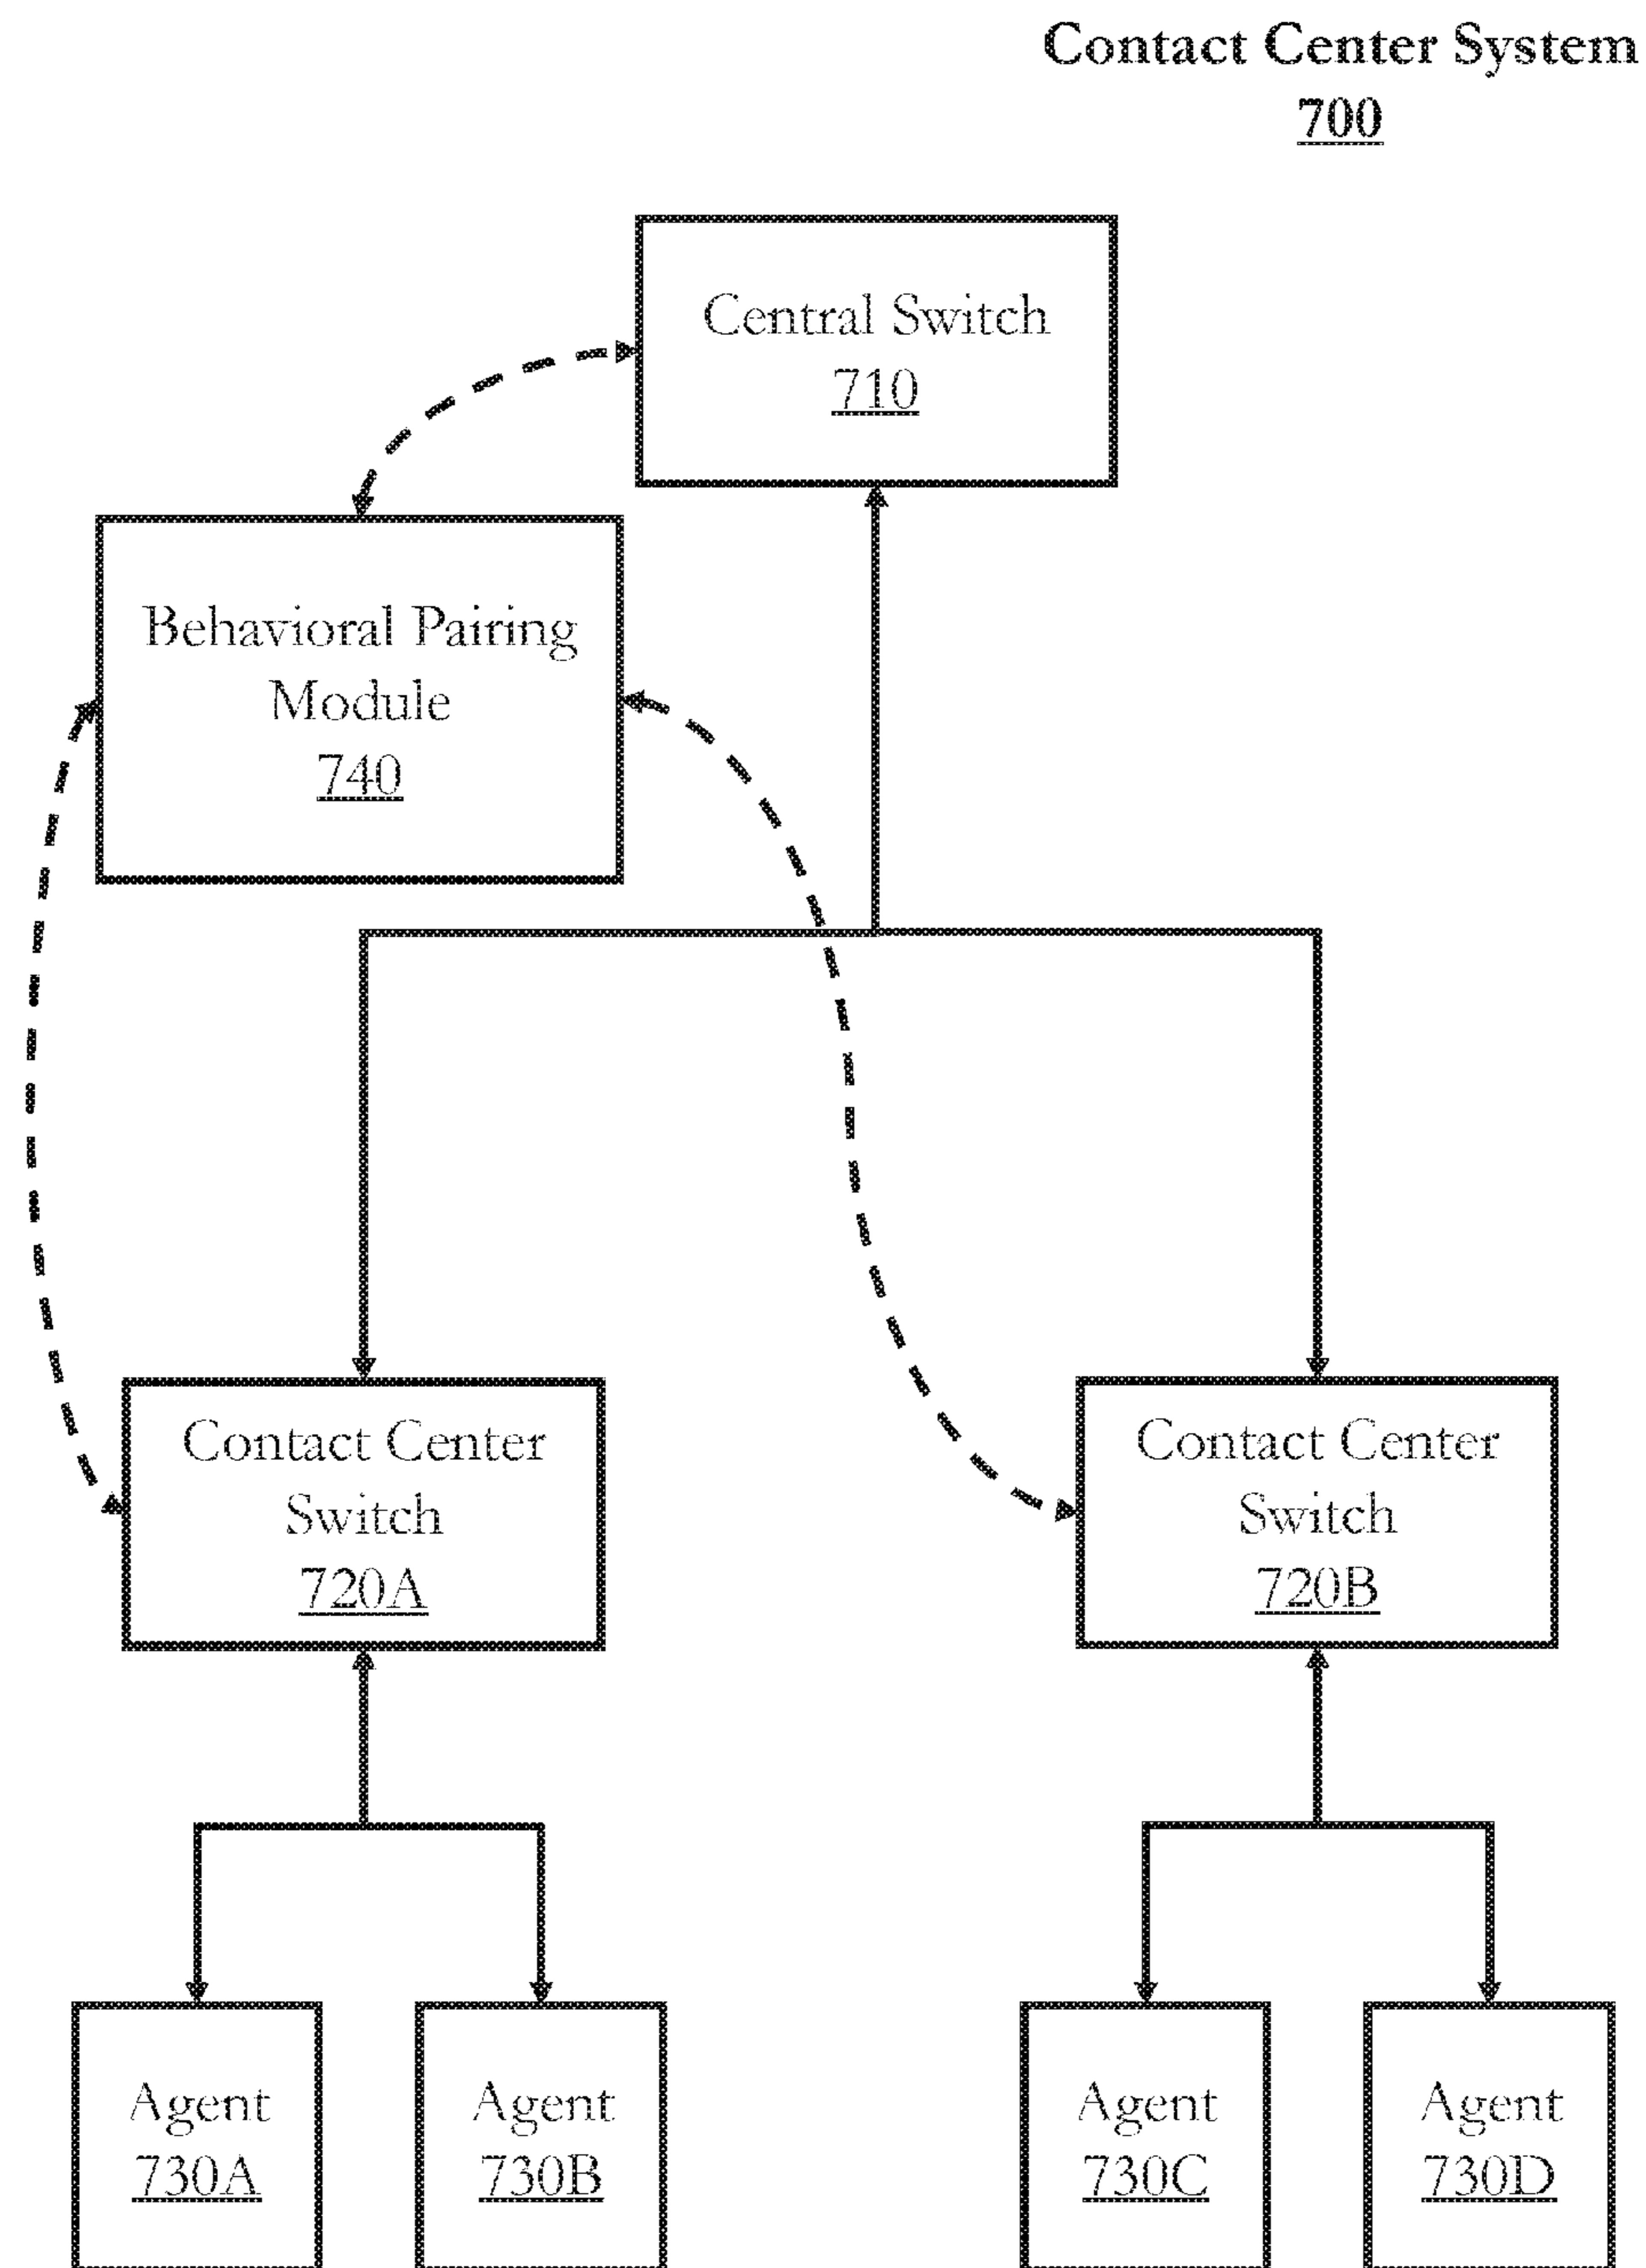 Contact Center System
700
Central Switch
710
Behavioral Pairing
Module
740
Contact Center
Switch
720A
Contact Center
Switch
720B
Agent
730A
Agent
730B
Agent
730C
Agent
730D